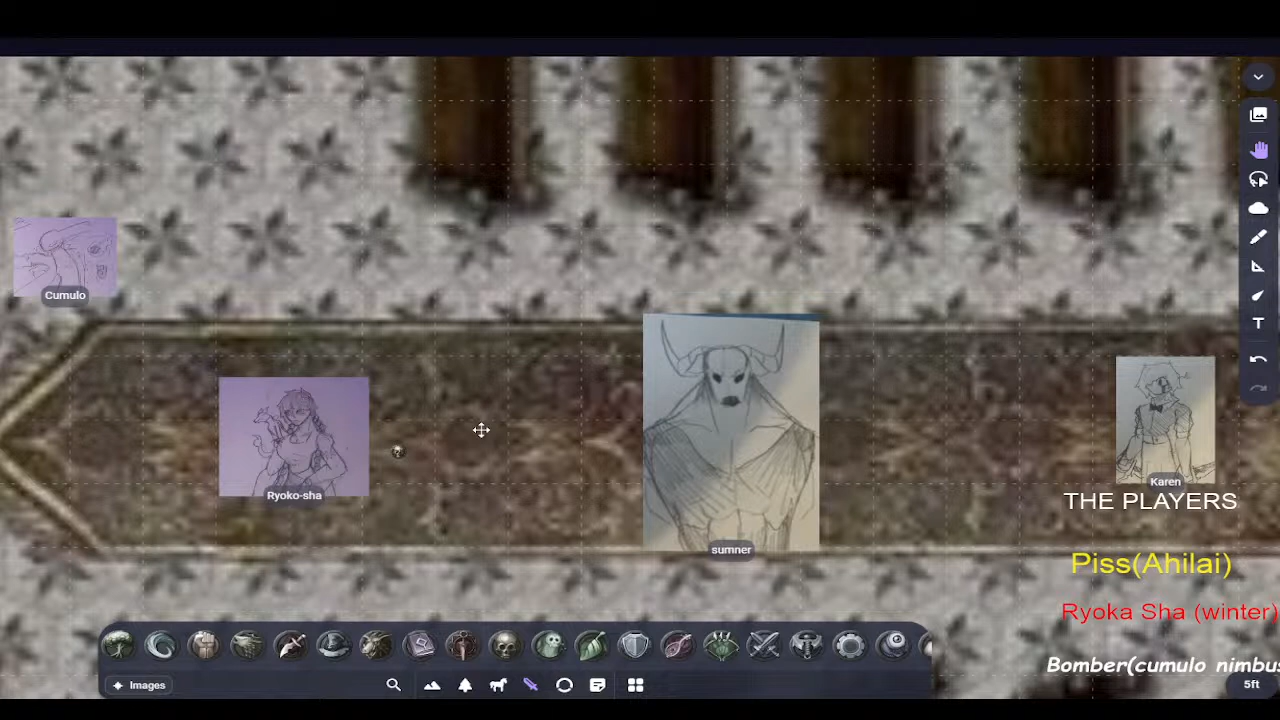 Cumulo
Ryoko-sha
sumner
Karen
THE PLAYERS
Piss(Ahilai)
Ryoka Sha (winter)
Bomber(cumulo nimbus
Images
5ft